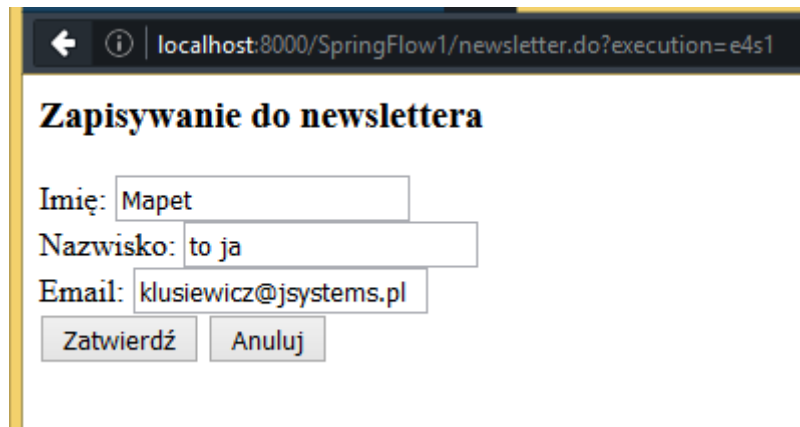 localhost:8000/SpringFlow1/newsletter.do?execution=e4s1
Zapisywanie do newslettera
Imię: Mapet
Nazwisko: to ja
Email: klusiewicz@jsystems.pl
Zatwierdź Anuluj